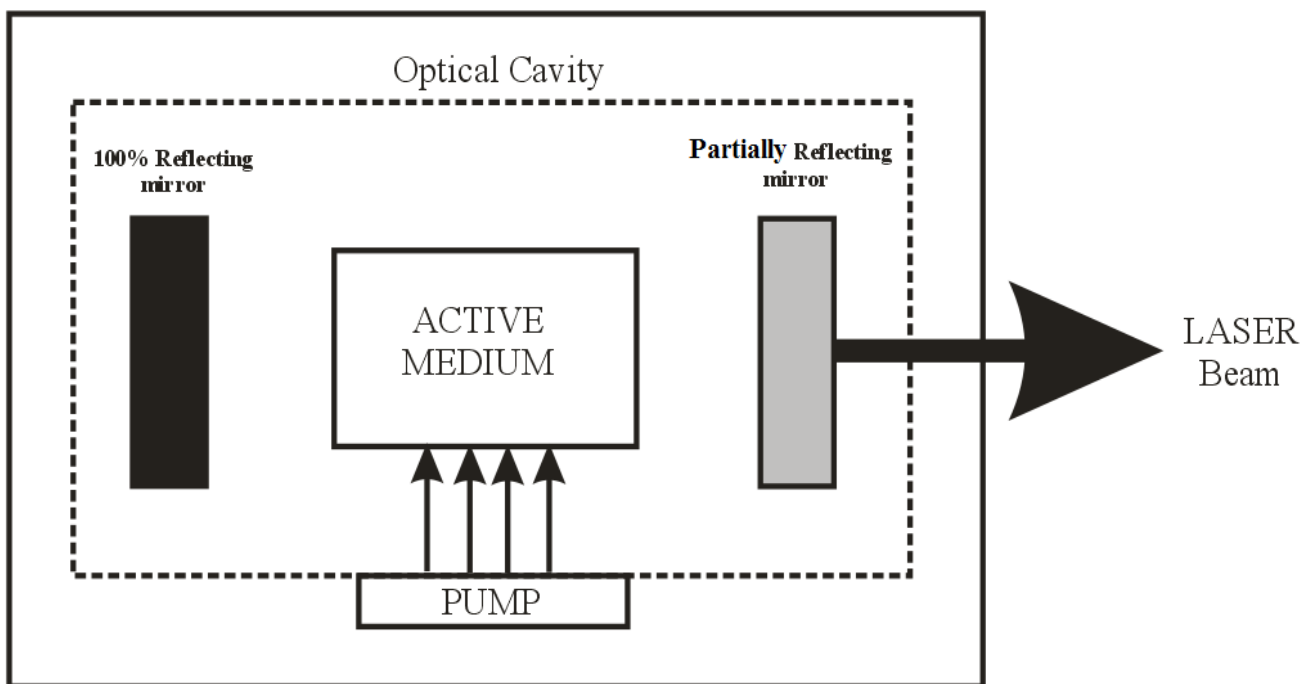 Optical Cavity
100% Reflecting
mirror
Partially Reflecting
mirror
ACTIVE
MEDIUM
PUMP
LASER
Beam